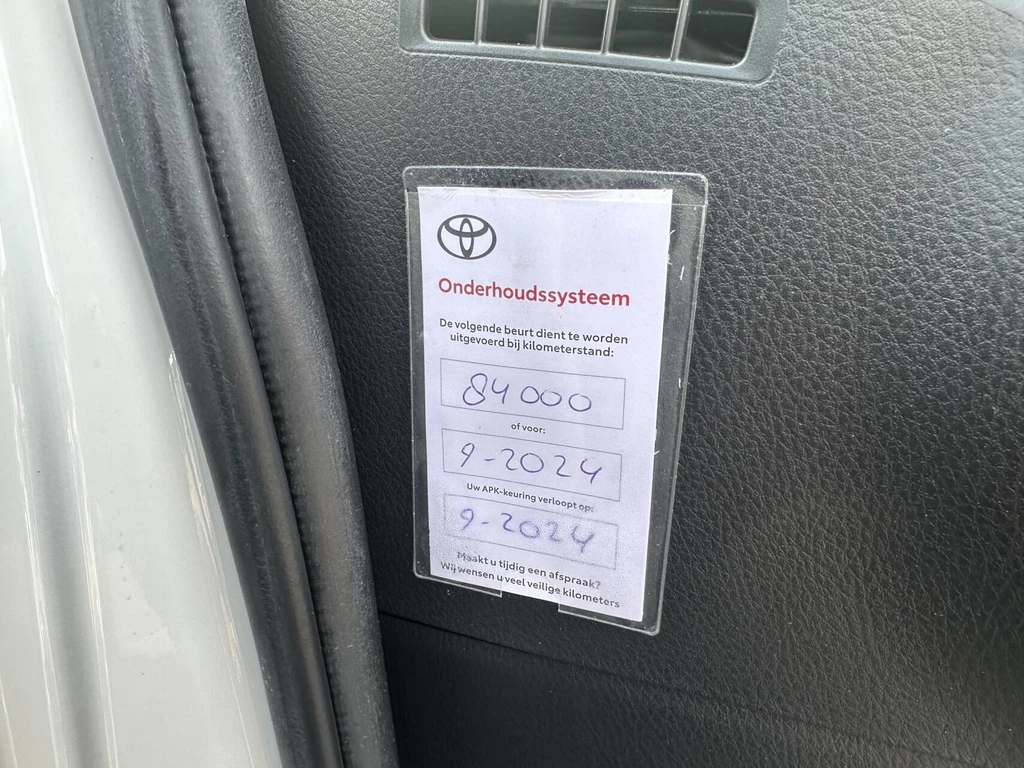 Onderhoudssysteem
De volgende beurt dient te worden
uitgevoerd bij kilometerstand:
84000
of voor:
9-2024
Uw APK-keuring verloopt op:
9-2024
Maakt u tijdig een afspraak?
Wij wensen u veel veilige kilometers